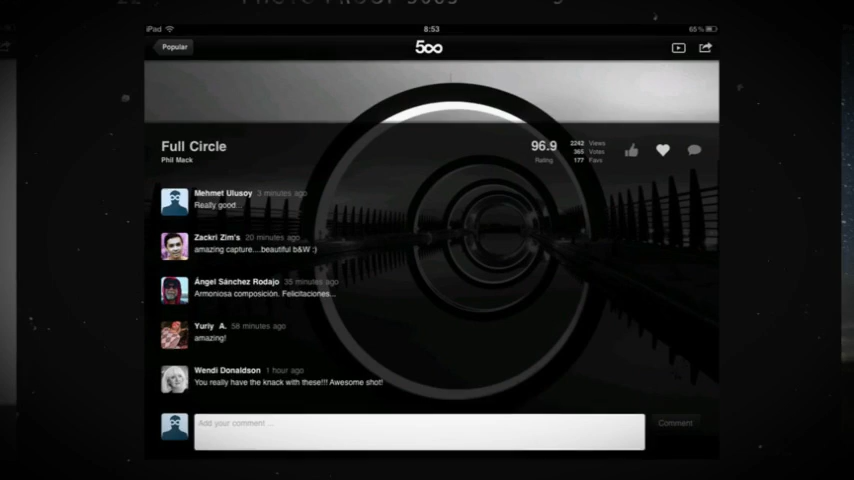 iPad
8:53
65%
Popular
500
Full Circle
Phil Mack
96.9
Rating
2242 Views
365 Votes
177 Favs
Mehmet Ulusoy 3 minutes ago
Really good...
Zackri Zim's 20 minutes ago
amazing capture....beautiful b&W :)
Ángel Sánchez Rodajo 35 minutes ago
Armoniosa composición. Felicitaciones...
Yuriy A. 58 minutes ago
amazing!
Wendi Donaldson 1 hour ago
You really have the knack with these!!! Awesome shot!
Add your comment ...
Comment